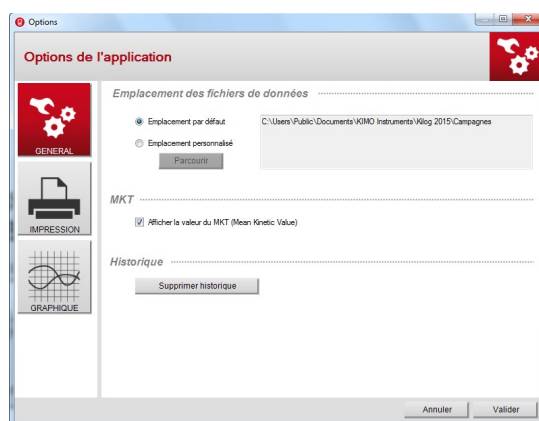 Options
Options de l'application
Emplacement des fichiers de données
Emplacement par défaut
C:\Users\Public\Documents\KIMO Instruments\Kilog 2015\Campagnes
Emplacement personnalisé
Parcourir
GENERAL
MKT
Afficher la valeur du MKT (Mean Kinetic Value)
IMPRESSION
Historique
Supprimer historique
GRAPHIQUE
Annuler
Valider